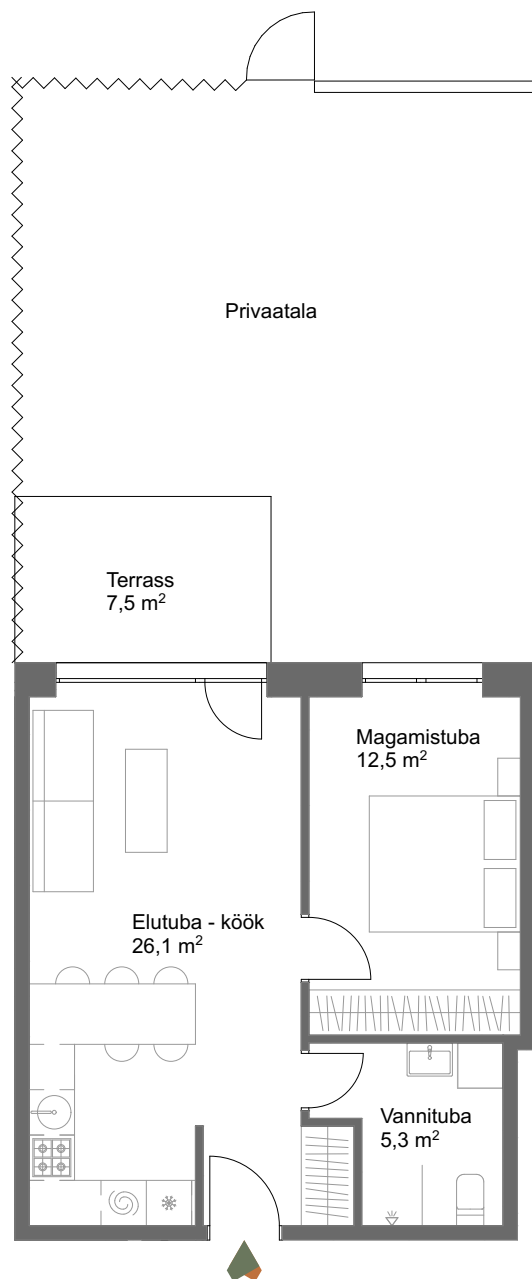 Privaatala
Terrass
7,5 m²
Magamistuba
12,5 m²
Elutuba - köök
26,1 m²
Vannituba
5,3 m²